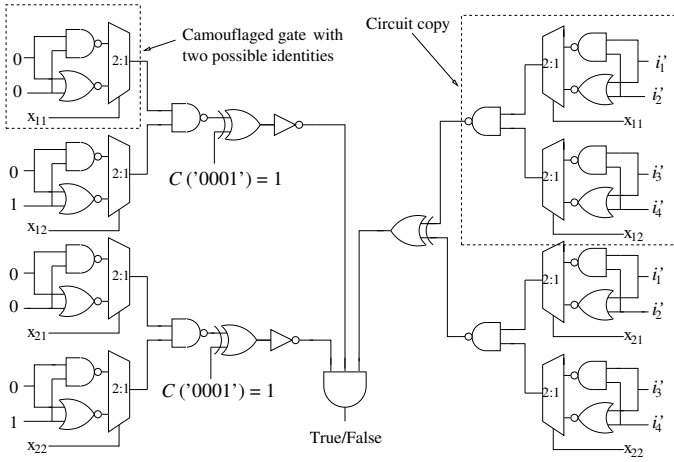 Camouflaged gate with
two possible identities
Circuit copy
0
0
2:1
x11
0
1
2:1
x12
C ('0001') = 1
0
0
2:1
x21
0
1
2:1
x22
C ('0001') = 1
True/False
2:1
i1'
i2'
x11
2:1
i3'
i4'
x12
2:1
i1'
i2'
x21
2:1
i3'
i4'
x22